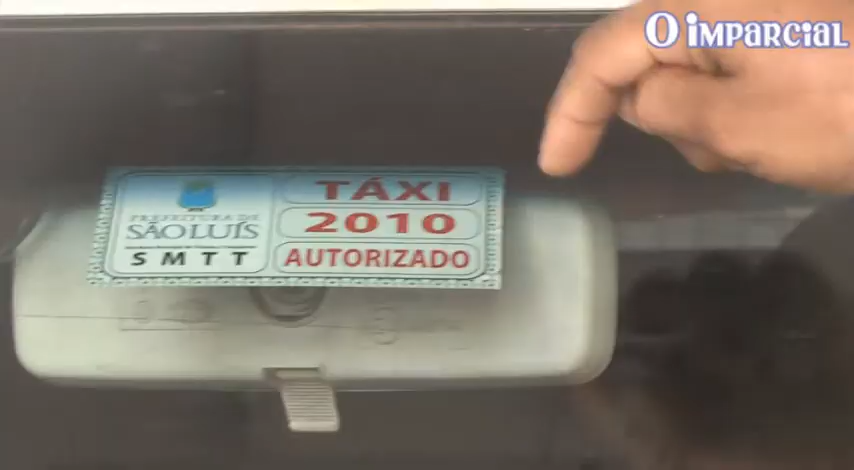 O imparcial
PREFEITURA DE
SÃO LUÍS
SMTT
TÁXI
2010
AUTORIZADO